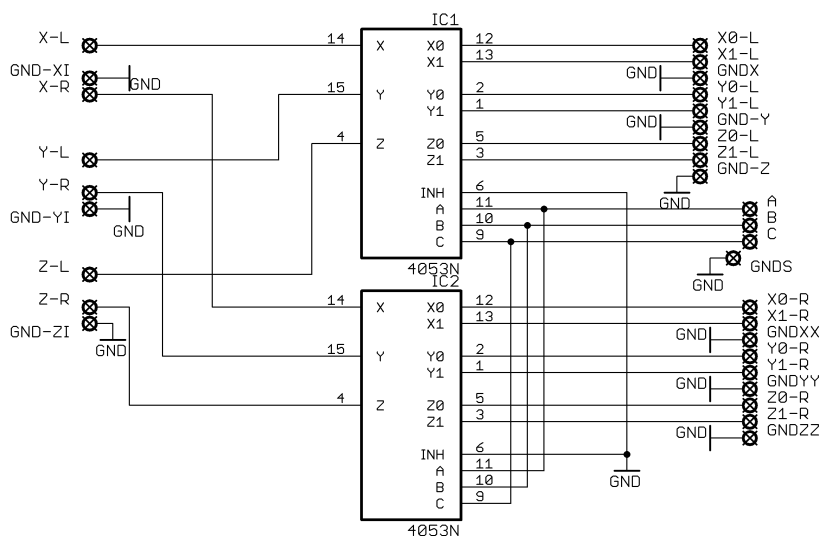 IC1
X-L 14 X X0 12 X0-L
X1 13 X1-L
GND-XI GND GND GNDX
X-R 15 Y Y0 2 Y0-L
Y1 1 Y1-L
GND GND-Y
4 Z Z0 5 Z0-L
Y-L Z1 3 Z1-L
GND-Z
Y-R INH 6 GND
GND-YI GND A 11 A
B 10 B
C 9 C
GNDS
Z-L 4053N GND
IC2
Z-R 14 X X0 12 X0-R
GND-ZI X1 13 X1-R
GND GND GNDXX
15 Y Y0 2 Y0-R
Y1 1 Y1-R
GND GNDYY
4 Z Z0 5 Z0-R
Z1 3 Z1-R
GND GNDZZ
INH 6
A 11
B 10 GND
C 9
4053N